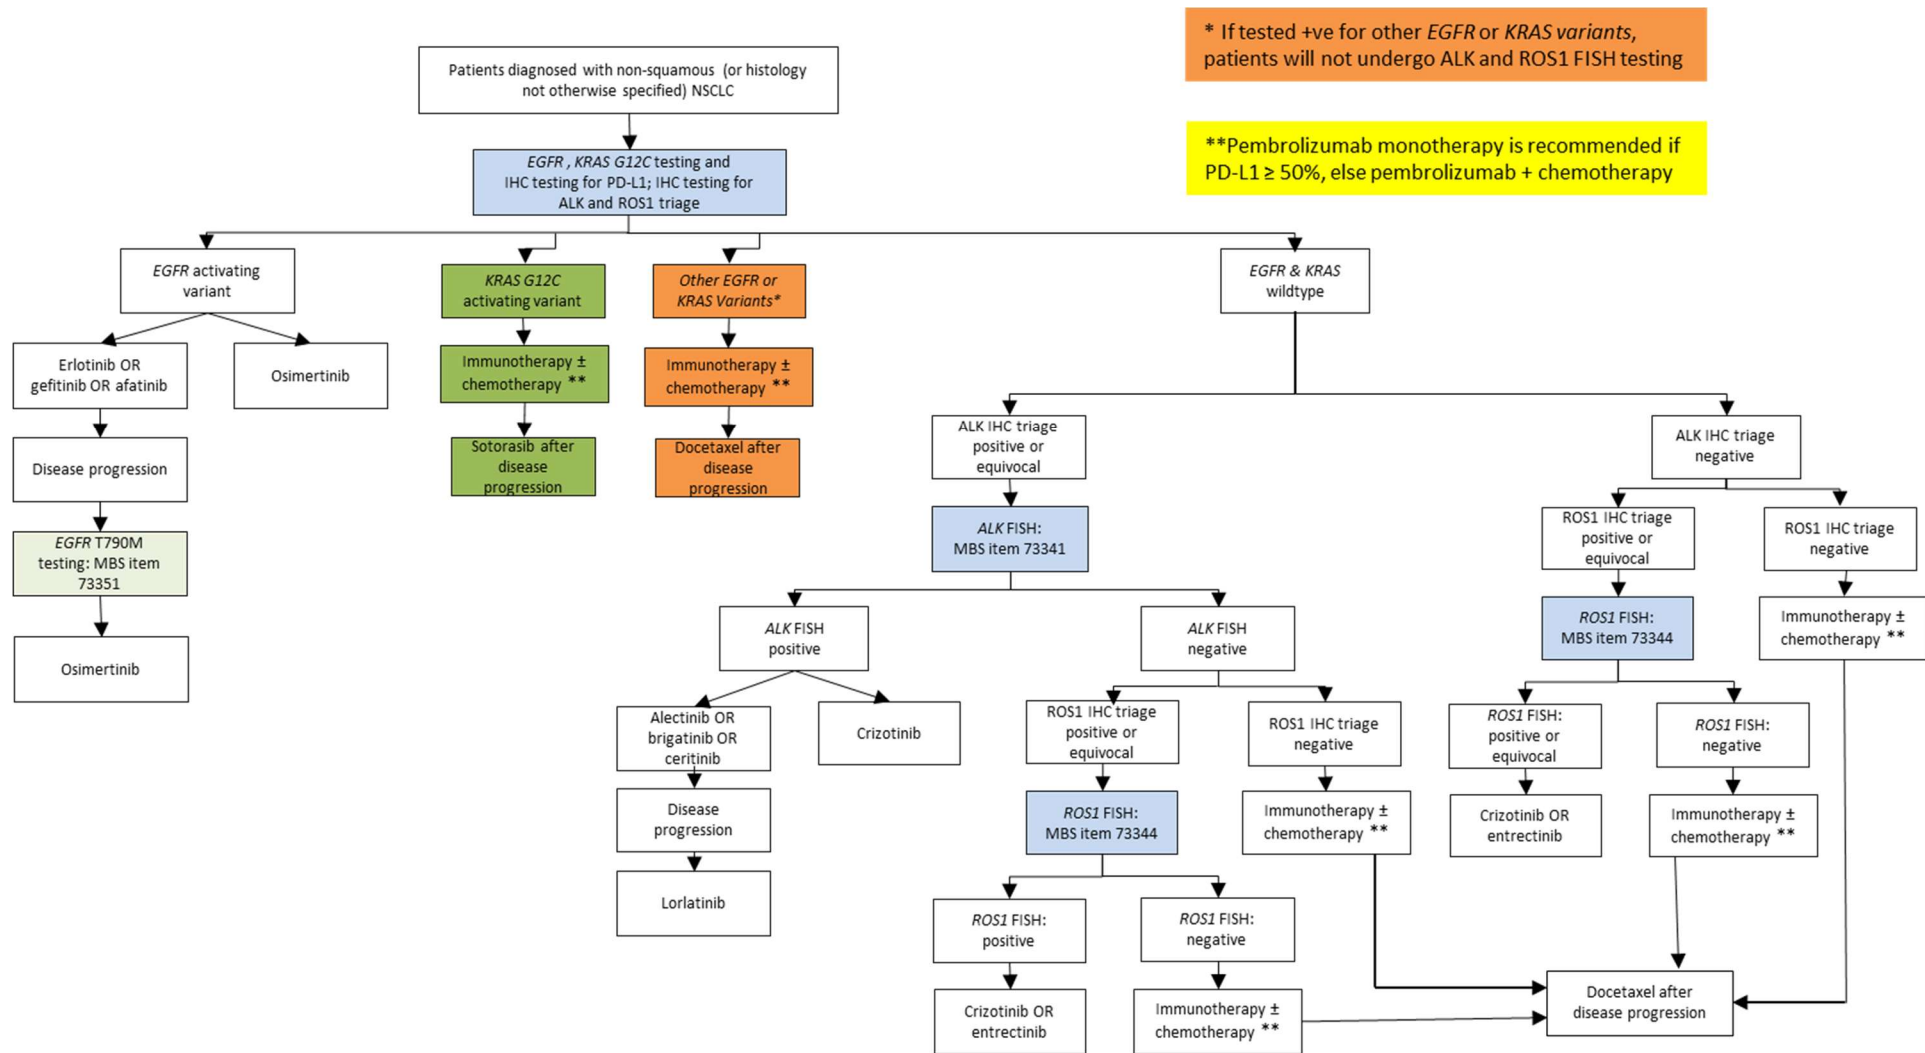 * If tested +ve for other EGFR or KRAS variants,
patients will not undergo ALK and ROS1 FISH testing
Patients diagnosed with non-squamous (or histology
not otherwise specified) NSCLC
**Pembrolizumab monotherapy is recommended if
PD-L1 ≥ 50%, else pembrolizumab + chemotherapy
EGFR , KRAS G12C testing and
IHC testing for PD-L1; IHC testing for
ALK and ROS1 triage
EGFR activating
variant
KRAS G12C
activating variant
Other EGFR or
KRAS Variants*
EGFR & KRAS
wildtype
Erlotinib OR
gefitinib OR afatinib
Osimertinib
Immunotherapy ±
chemotherapy **
Immunotherapy ±
chemotherapy **
Disease progression
Sotorasib after
disease
progression
Docetaxel after
disease
progression
ALK IHC triage
positive or
equivocal
ALK IHC triage
negative
EGFR T790M
testing: MBS item
73351
ALK FISH:
MBS item 73341
ROS1 IHC triage
positive or
equivocal
ROS1 IHC triage
negative
Osimertinib
ALK FISH
positive
ALK FISH
negative
ROS1 FISH:
MBS item 73344
Immunotherapy ±
chemotherapy **
Alectinib OR
brigatinib OR
ceritinib
Crizotinib
ROS1 IHC triage
positive or
equivocal
ROS1 IHC triage
negative
ROS1 FISH:
positive or
equivocal
ROS1 FISH:
negative
Disease
progression
ROS1 FISH:
MBS item 73344
Immunotherapy ±
chemotherapy **
Crizotinib OR
entrectinib
Immunotherapy ±
chemotherapy **
Lorlatinib
ROS1 FISH:
positive
ROS1 FISH:
negative
Crizotinib OR
entrectinib
Immunotherapy ±
chemotherapy **
Docetaxel after
disease progression